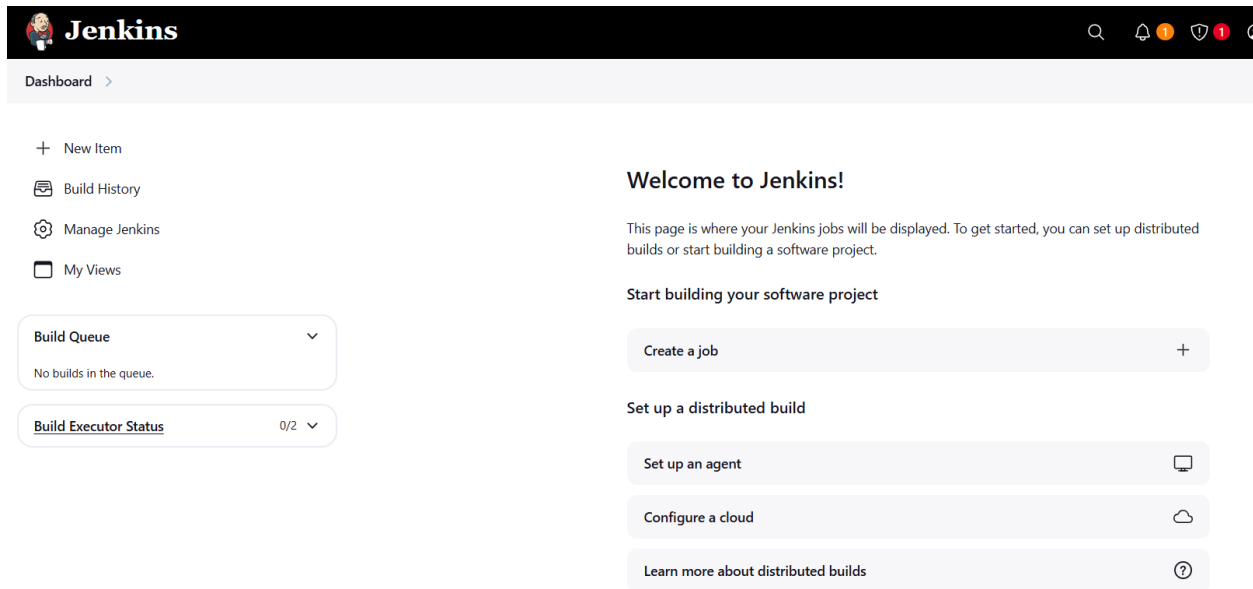 Jenkins
1
1
Dashboard
New Item
Build History
Manage Jenkins
My Views
Build Queue
No builds in the queue.
Build Executor Status
0/2
Welcome to Jenkins!
This page is where your Jenkins jobs will be displayed. To get started, you can set up distributed
builds or start building a software project.
Start building your software project
Create a job
Set up a distributed build
Set up an agent
Configure a cloud
Learn more about distributed builds